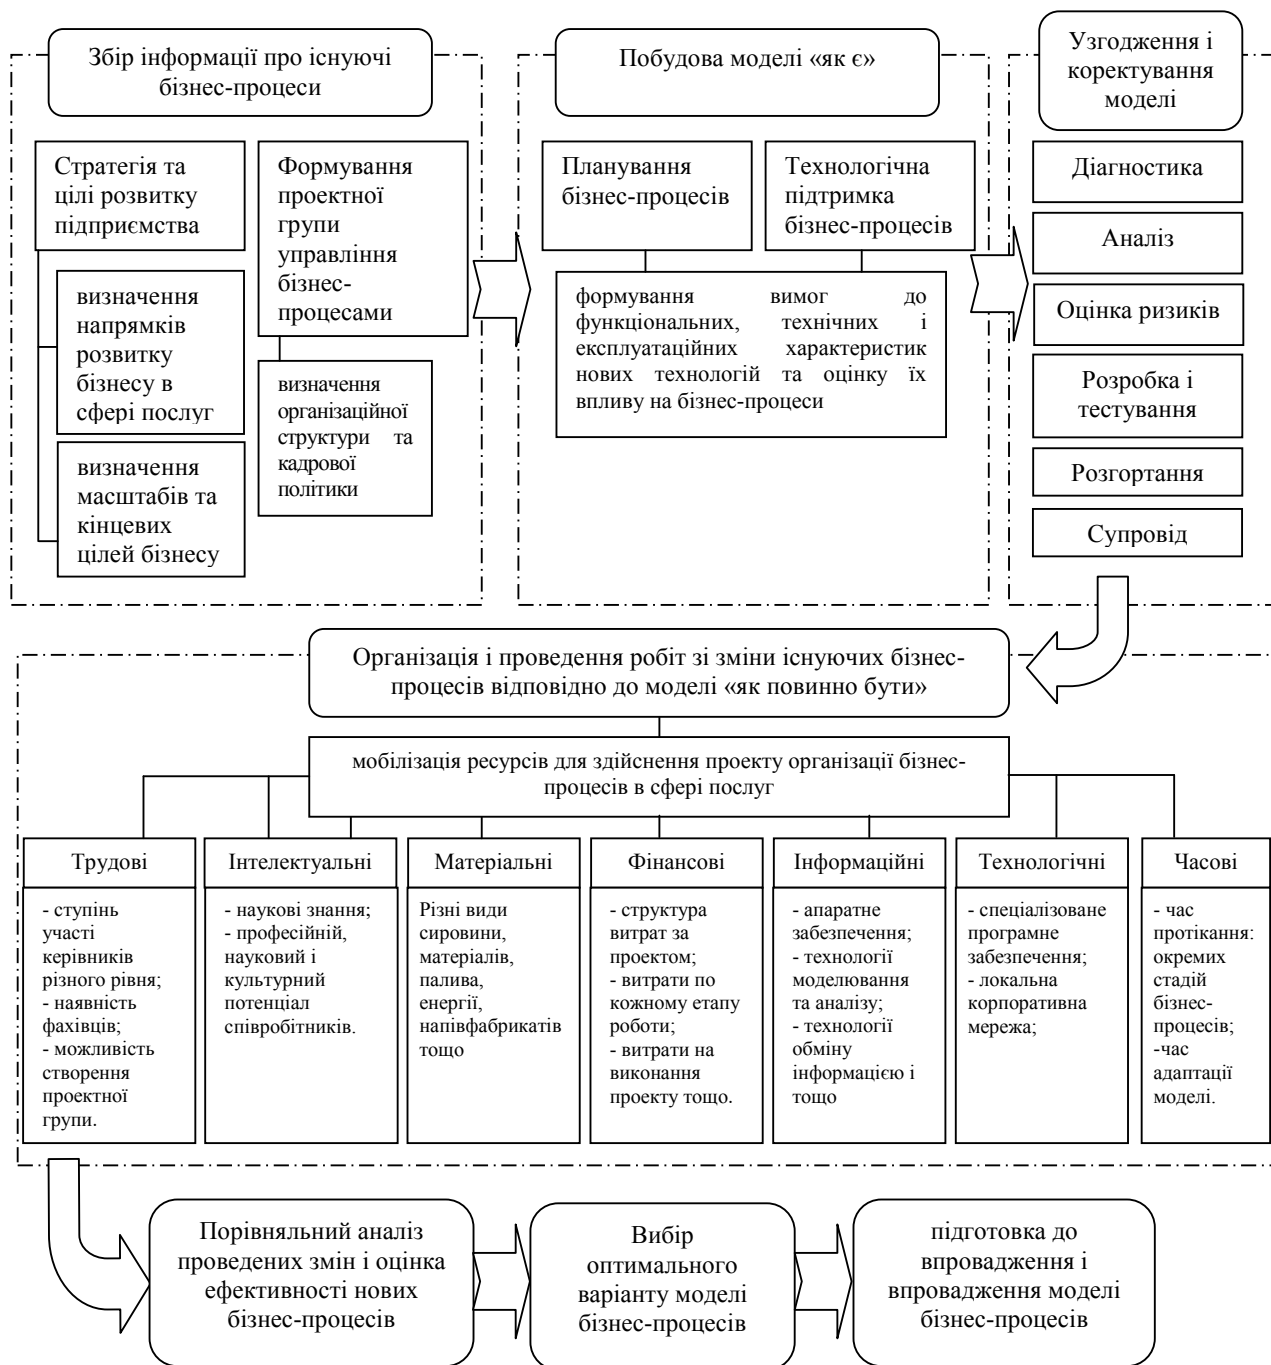 Збір інформації про існуючі
бізнес-процеси
Стратегія та
цілі розвитку
підприємства
визначення
напрямків
розвитку
бізнесу в
сфері послуг
визначення
масштабів та
кінцевих
цілей бізнесу
Формування
проектної
групи
управління
бізнес-
процесами
визначення
організаційної
структури та
кадрової
політики
Побудова моделі «як є»
Планування
бізнес-процесів
Технологічна
підтримка
бізнес-процесів
формування вимог до
функціональних, технічних і
експлуатаційних характеристик
нових технологій та оцінку їх
впливу на бізнес-процеси
Узгодження і
коректування
моделі
Діагностика
Аналіз
Оцінка ризиків
Розробка і
тестування
Розгортання
Супровід
Організація і проведення робіт зі зміни існуючих бізнес-
процесів відповідно до моделі «як повинно бути»
мобілізація ресурсів для здійснення проекту організації бізнес-
процесів в сфері послуг
Трудові
- ступінь
участі
керівників
різного рівня;
- наявність
фахівців;
- можливість
створення
проектної
групи.
Інтелектуальні
- наукові знання;
- професійній,
науковий і
культурний
потенціал
співробітників.
Матеріальні
Різні види
сировини,
матеріалів,
палива,
енергії,
напівфабрикатів
тощо
Фінансові
- структура
витрат за
проектом;
- витрати по
кожному етапу
роботи;
- витрати на
виконання
проекту тощо.
Інформаційні
- апаратне
забезпечення;
- технології
моделювання
та аналізу;
- технології
обміну
інформацією і
тощо
Технологічні
- спеціалізоване
програмне
забезпечення;
- локальна
корпоративна
мережа;
Часові
- час
протікання:
окремих
стадій
бізнес-
процесів;
-час
адаптації
моделі.
Порівняльний аналіз
проведених змін і оцінка
ефективності нових
бізнес-процесів
Вибір
оптимального
варіанту моделі
бізнес-процесів
підготовка до
впровадження і
впровадження моделі
бізнес-процесів